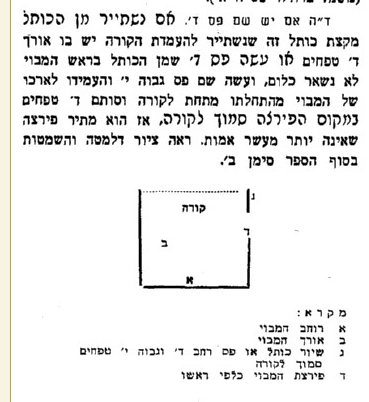 ד״ה אם יש שם פס ד׳. אם נשתייר מן הכותל
מקצת כותל זה שנשתייר להעמדת הקורה יש בו אורך
ד׳ טפחים או עשה פס ד׳ שמן הכותל בראש המבוי
לא נשאר כלום, ועשה שם פס גבוה י׳ והעמידו לארכו
של המבוי מהתחלתו מתחת לקורה וסותם ד׳ טפחים
במקום הפירצה סמוך לקורה, אז הוא מתיר פירצה
שאינה יותר מעשר אמות. ראה ציור דלמטה והשמטות
בסוף הספר סימן ב׳.
קורה
נ
ד
ב
א
מקרא:
א רוחב המבוי
ב אורך המבוי
נ שיור כותל או פס רחב ד׳ וגבוה י׳ טפחים
סמוך לקורה
ד פירצת המבוי כלפי ראשו